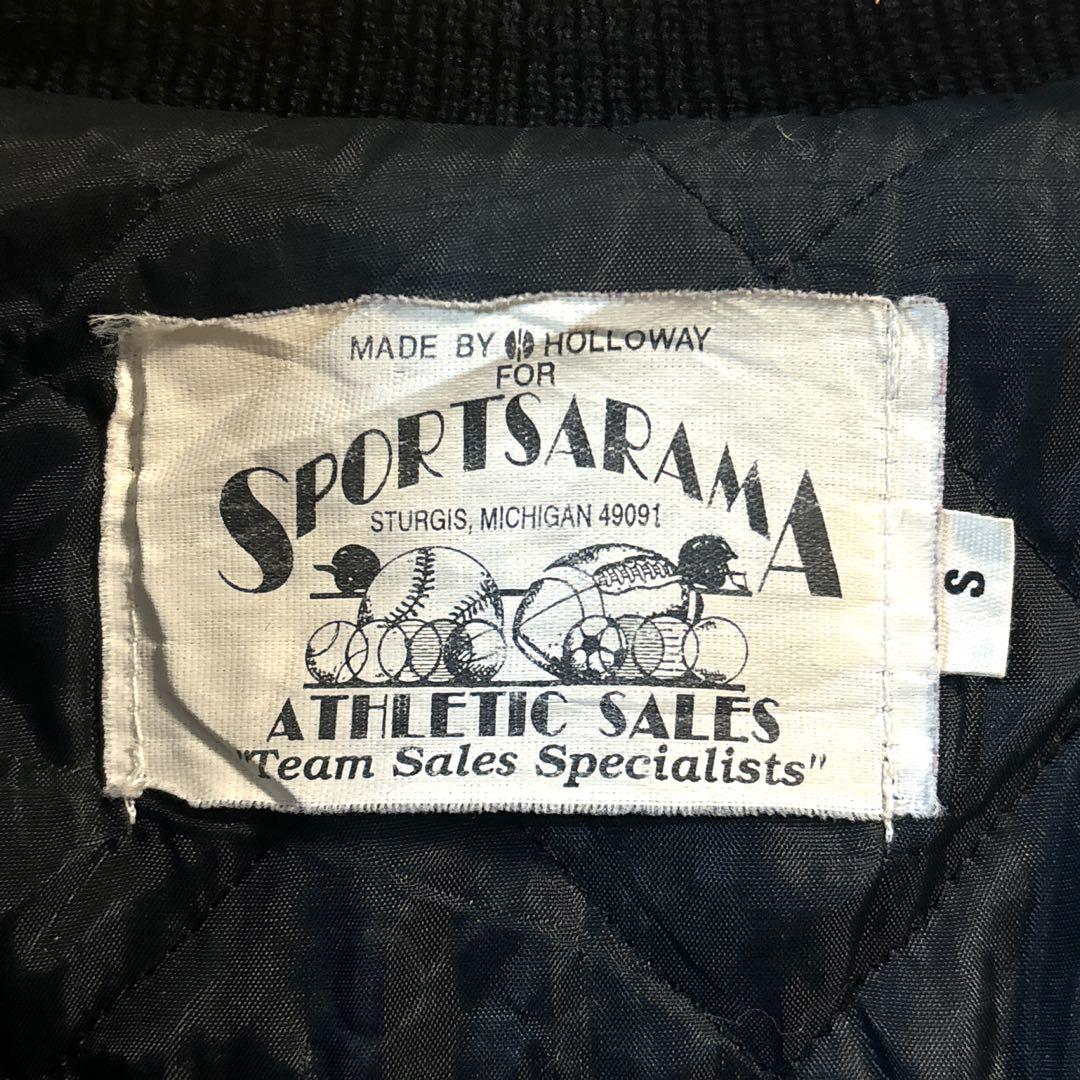 MADE BY HOLLOWAY
FOR
SPORTSARAMA
STURGIS, MICHIGAN 49091
ATHLETIC SALES
"Team Sales Specialists"
S